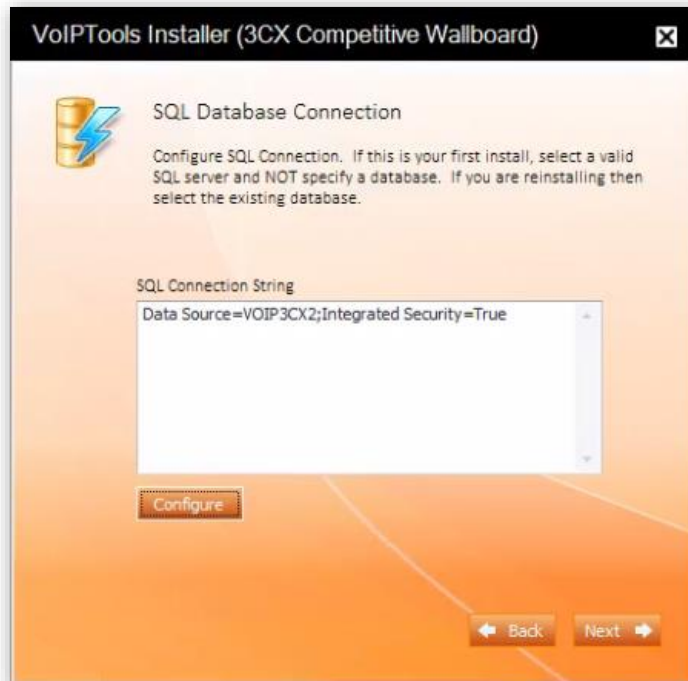 VoIPTools Installer (3CX Competitive Wallboard)
SQL Database Connection
Configure SQL Connection. If this is your first install, select a valid
SQL server and NOT specify a database. If you are reinstalling then
select the existing database.
SQL Connection String
Data Source=VOIP3CX2;Integrated Security=True
Configure
Back
Next